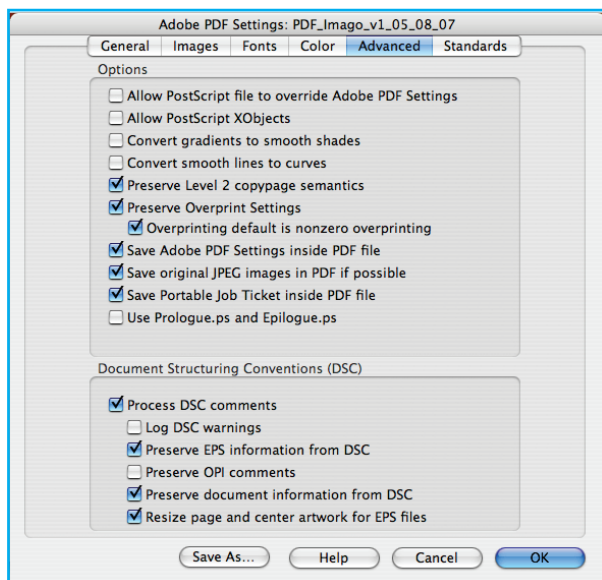 Adobe PDF Settings: PDF_Imago_v1_05_08_07
General Images Fonts Color Advanced Standards
Options
Allow PostScript file to override Adobe PDF Settings
Allow PostScript XObjects
Convert gradients to smooth shades
Convert smooth lines to curves
Preserve Level 2 copypage semantics
Preserve Overprint Settings
Overprinting default is nonzero overprinting
Save Adobe PDF Settings inside PDF file
Save original JPEG images in PDF if possible
Save Portable Job Ticket inside PDF file
Use Prologue.ps and Epilogue.ps
Document Structuring Conventions (DSC)
Process DSC comments
Log DSC warnings
Preserve EPS information from DSC
Preserve OPI comments
Preserve document information from DSC
Resize page and center artwork for EPS files
Save As... Help Cancel OK